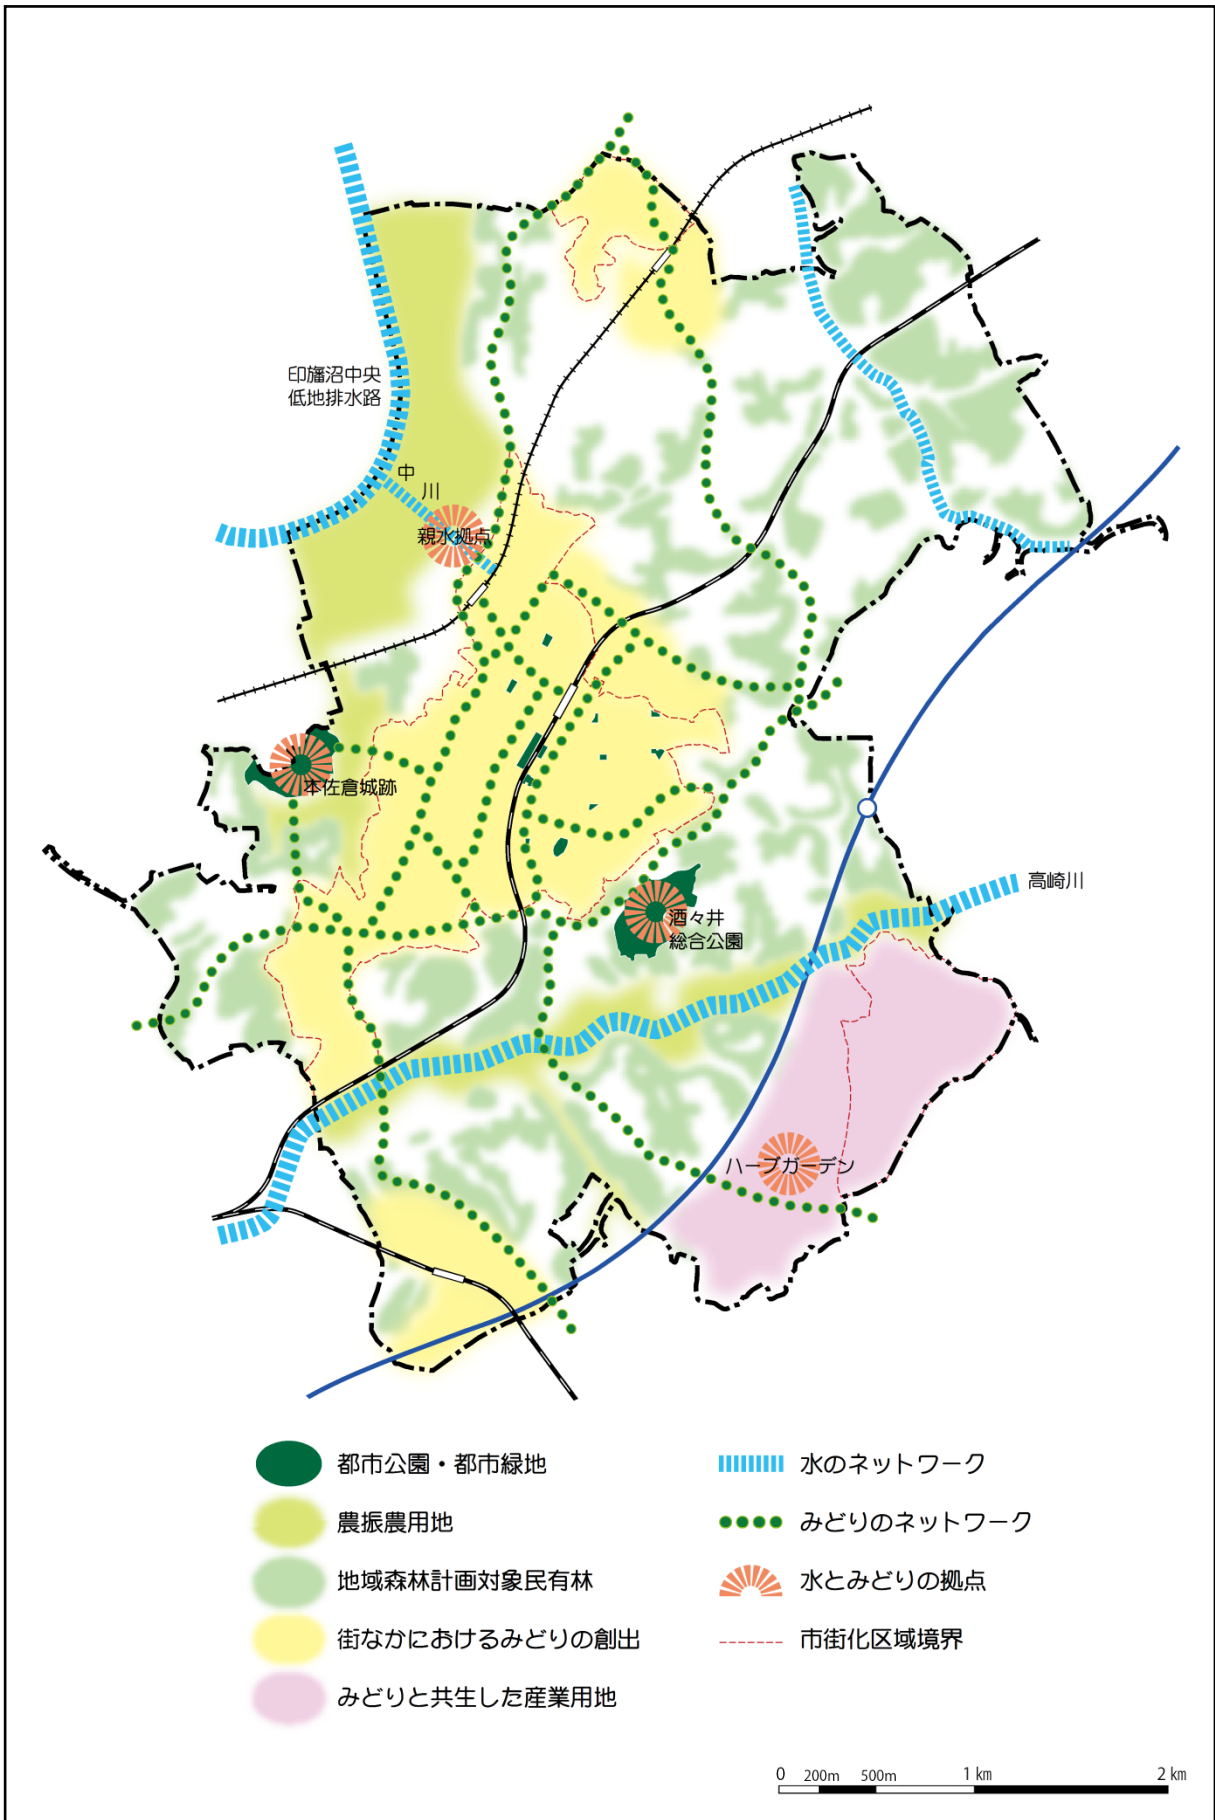 印旛沼中央
低地排水路
中
川
親水拠点
本佐倉城跡
酒々井
総合公園
高崎川
ハーブガーデン
都市公園・都市緑地
農振農用地
地域森林計画対象民有林
街なかにおけるみどりの創出
みどりと共生した産業用地
水のネットワーク
みどりのネットワーク
水とみどりの拠点
市街化区域境界
0 200m 500m 1㎞ 2㎞